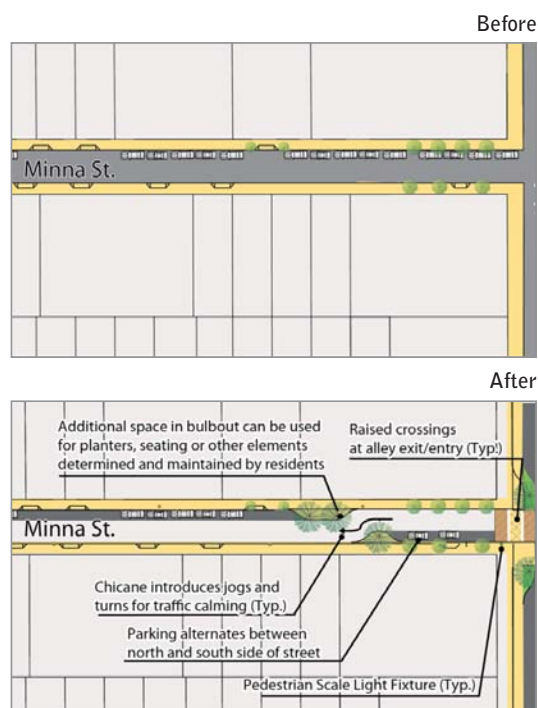 Before
Minna St.
After
Additional space in bulbout can be used
for planters, seating or other elements
determined and maintained by residents
Raised crossings
at alley exit/entry (Typ.)
Minna St.
Chicane introduces jogs and
turns for traffic calming (Typ.)
Parking alternates between
north and south side of street
Pedestrian Scale Light Fixture (Typ.)